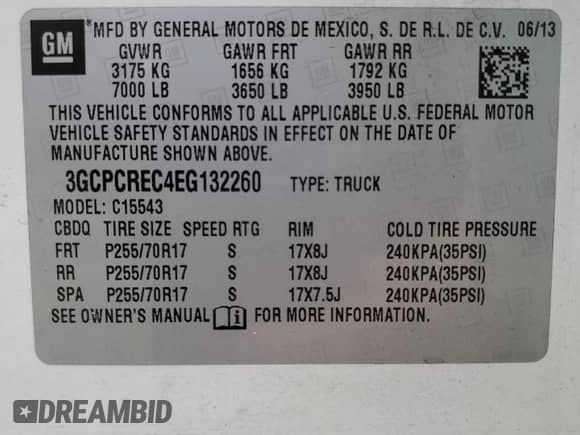 GM
*MFD BY GENERAL MOTORS DE MEXICO, S. DE R.L. DE C.V. 06/13
GVWR GAWR FRT GAWR RR
3175 KG 1656 KG 1792 KG
7000 LB 3650 LB 3950 LB
THIS VEHICLE CONFORMS TO ALL APPLICABLE U.S. FEDERAL MOTOR
VEHICLE SAFETY STANDARDS IN EFFECT ON THE DATE OF
MANUFACTURE SHOWN ABOVE.
3GCPCREC4EG132260 TYPE: TRUCK
MODEL: C15543
CBDQ TIRE SIZE SPEED RTG RIM COLD TIRE PRESSURE
FRT P255/70R17 S 17X8J 240KPA(35PSI)
RR P255/70R17 S 17X8J 240KPA(35PSI)
SPA P255/70R17 S 17X7.5J 240KPA(35PSI)
SEE OWNER'S MANUAL FOR MORE INFORMATION.
DREAMBID